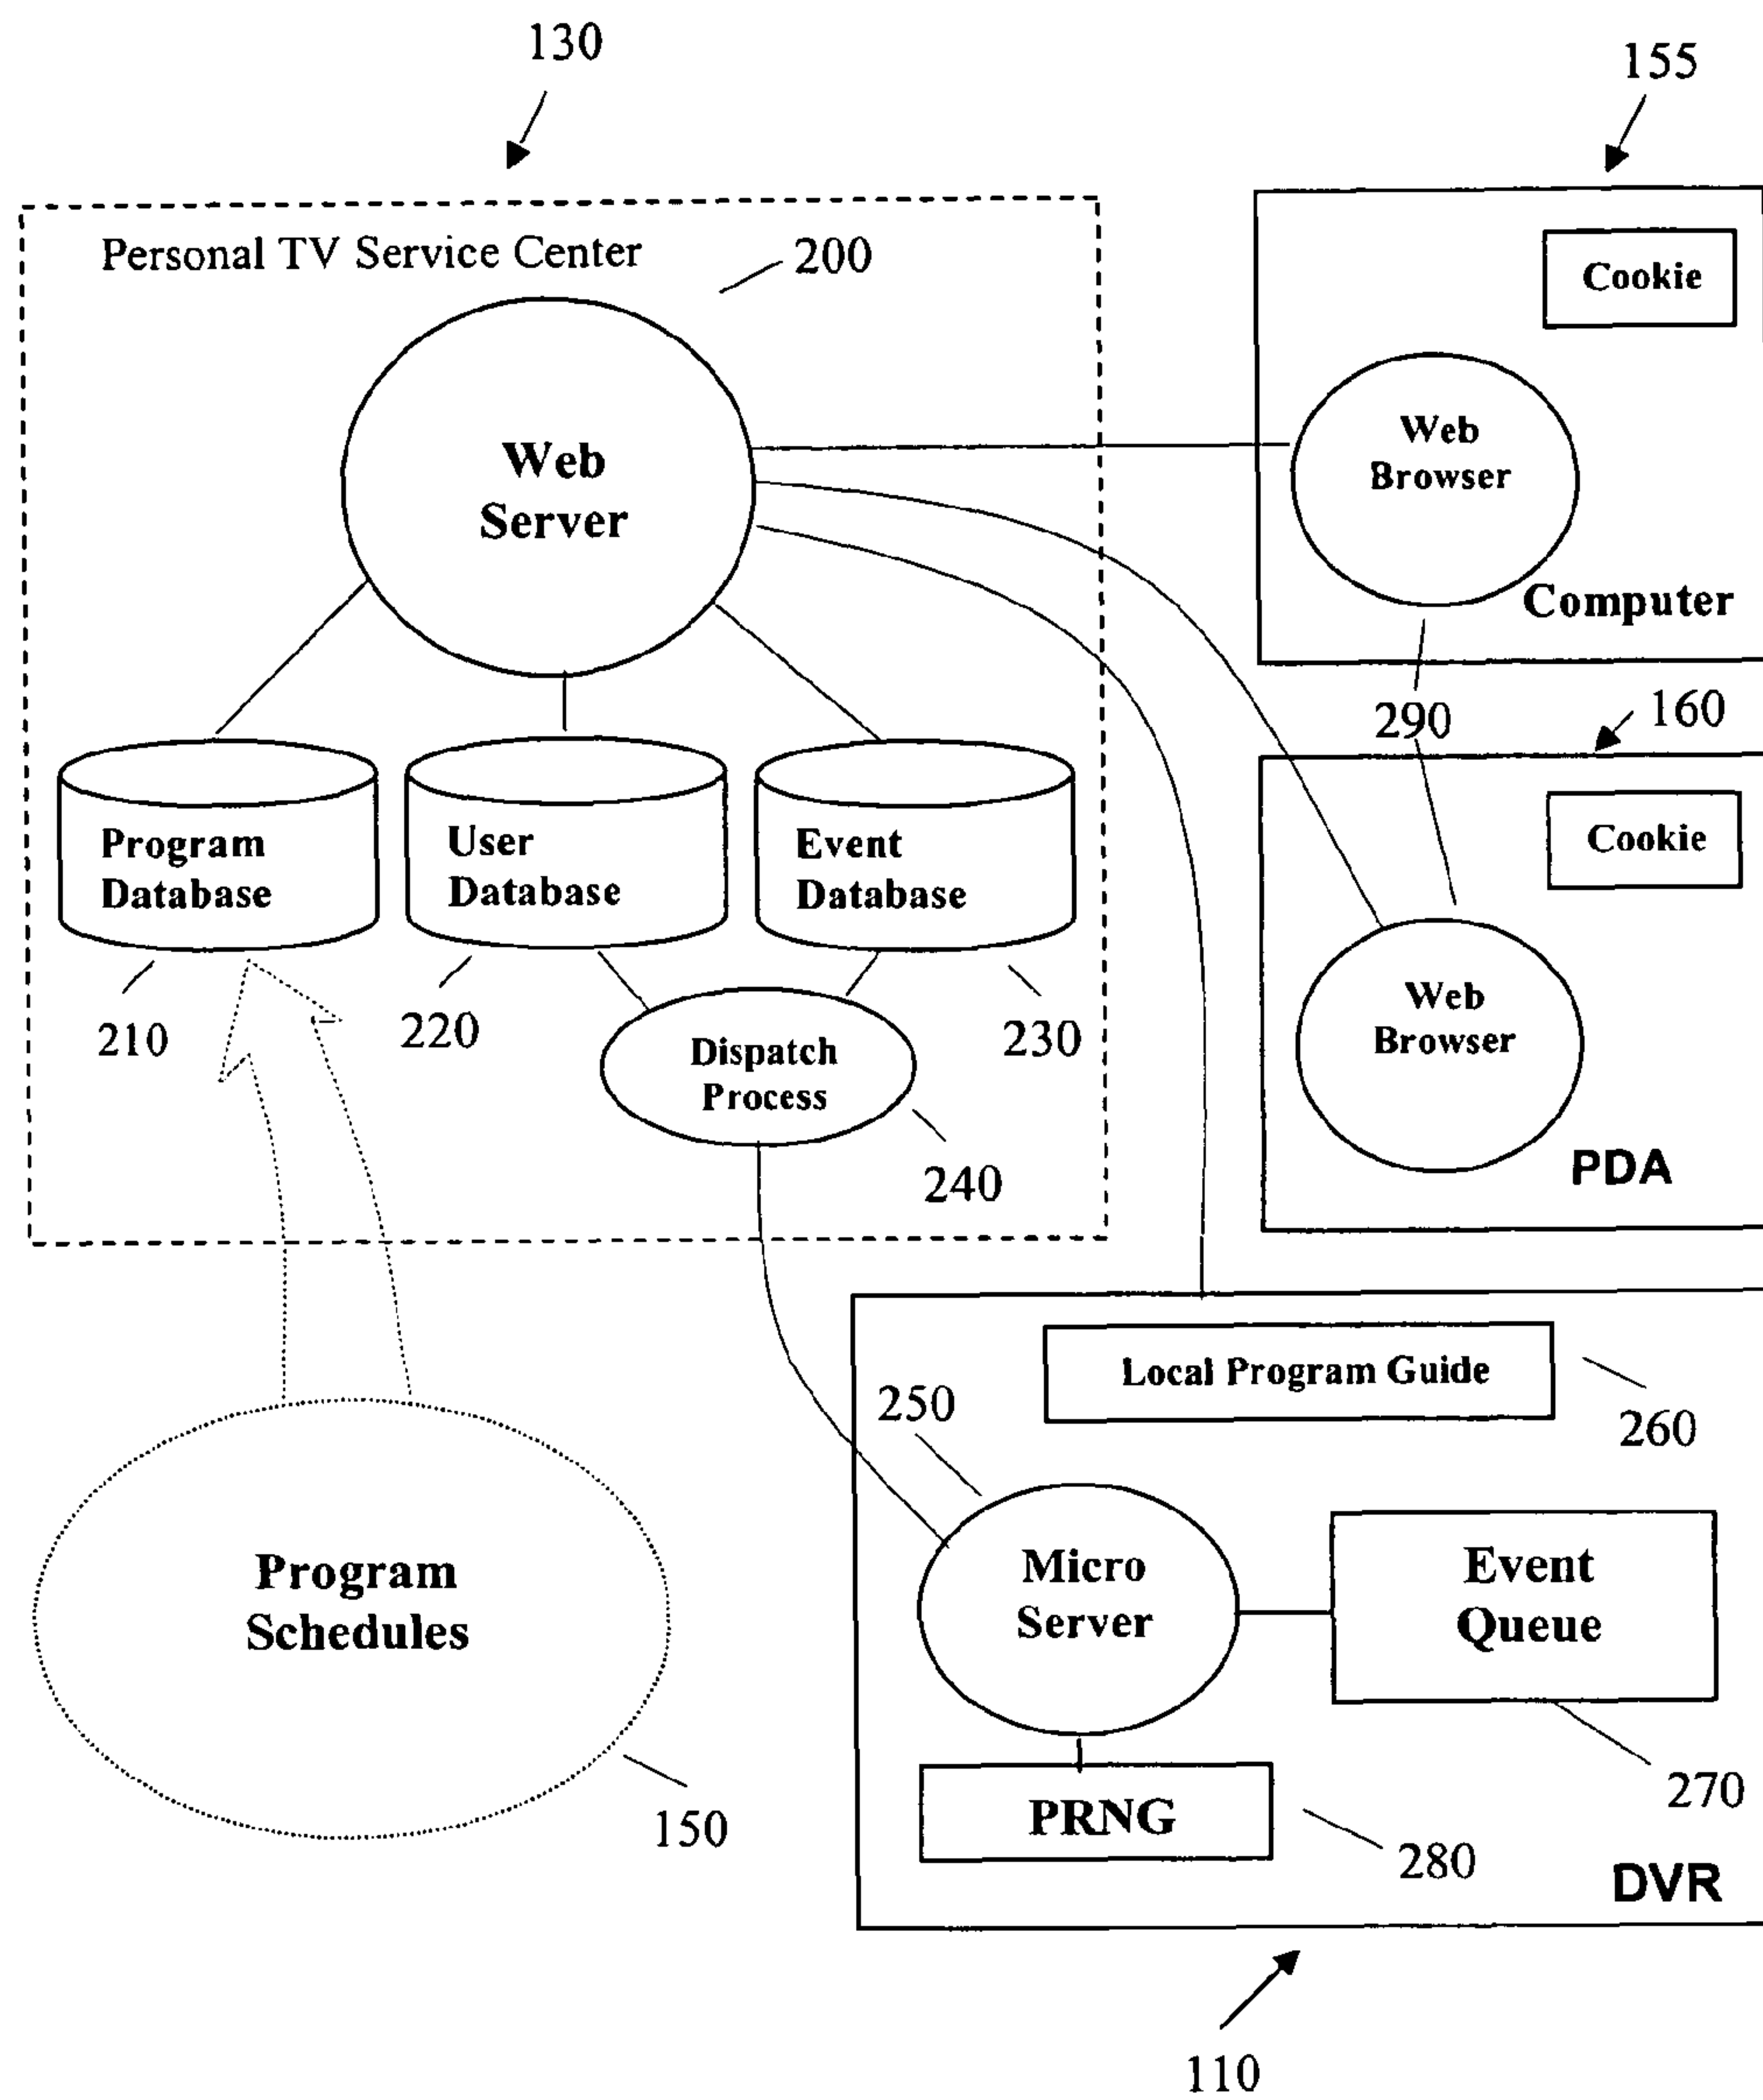 130
155
Personal TV Service Center
200
Cookie
Web
Server
Web
Browser
Computer
290
160
Program
Database
User
Database
Event
Database
Cookie
210
220
230
Dispatch
Process
240
Web
Browser
PDA
Local Program Guide
250
260
Program
Schedules
Micro
Server
Event
Queue
150
PRNG
270
280
DVR
110